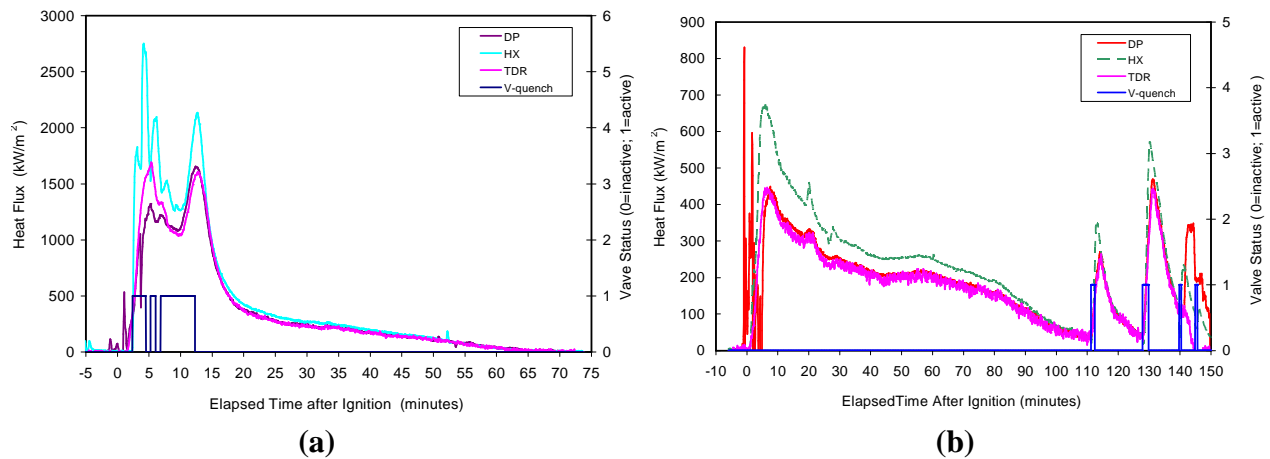 3000
2500
2000
1500
1000
500
0
Heat Flux (kW/m⁻²)
6
5
4
3
2
1
0
Vavle Status (0=inactive; 1=active)
DP
HX
TDR
V-quench
-5 0 5 10 15 20 25 30 35 40 45 50 55 60 65 70 75
Elapsed Time after Ignition (minutes)
(a)
900
800
700
600
500
400
300
200
100
0
Heat Flux (kW/m⁻²)
5
4
3
2
1
0
Valve Status (0=inactive; 1=active )
DP
HX
TDR
V-quench
-10 0 10 20 30 40 50 60 70 80 90 100 110 120 130 140 150
ElapsedTime After Ignition (minutes)
(b)